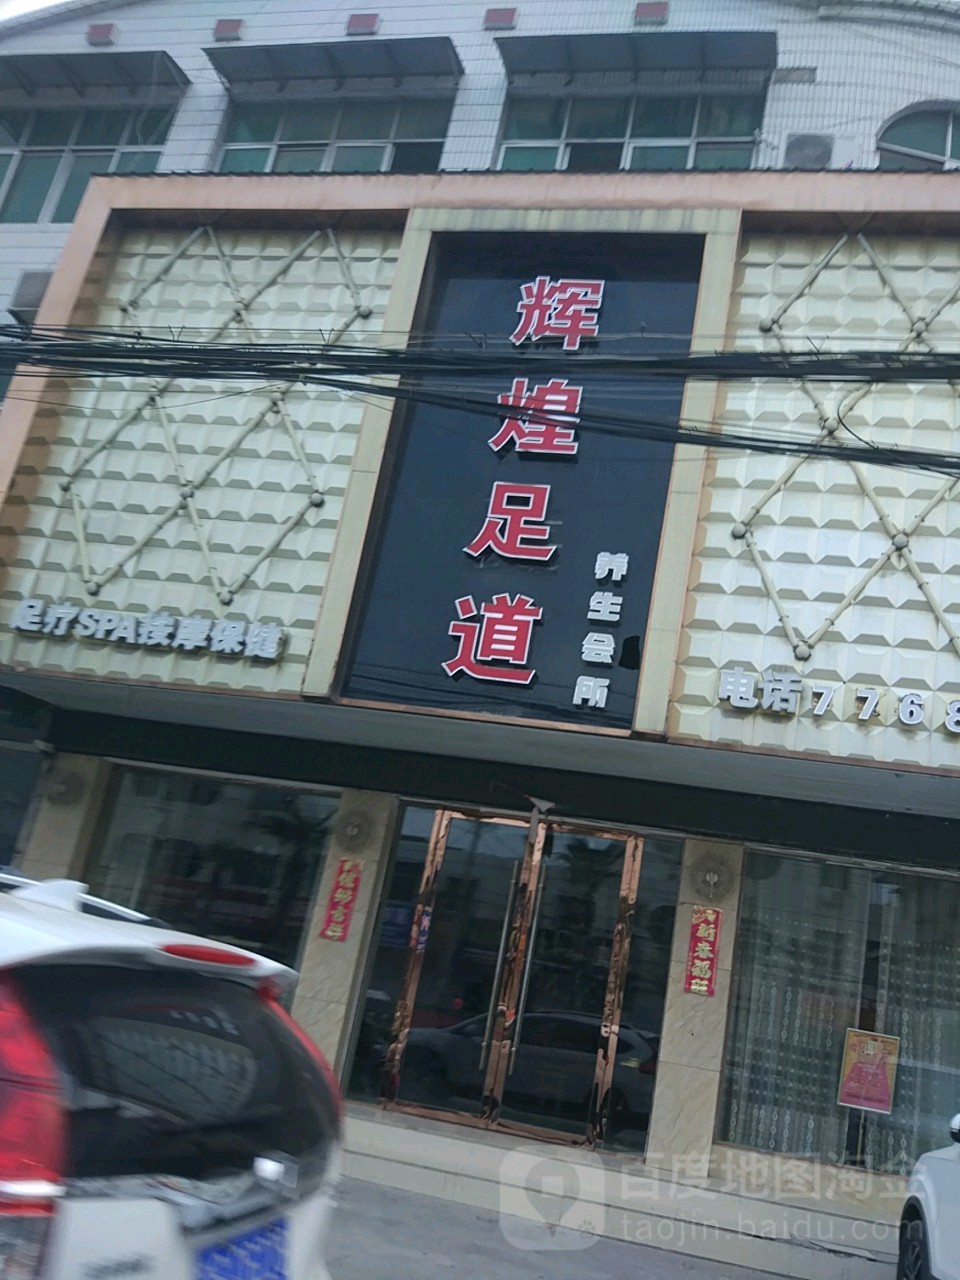 辉煌足道
养生会所
足疗SPA按摩保健
电话7768
百度地图淘金
taojin.baidu.com